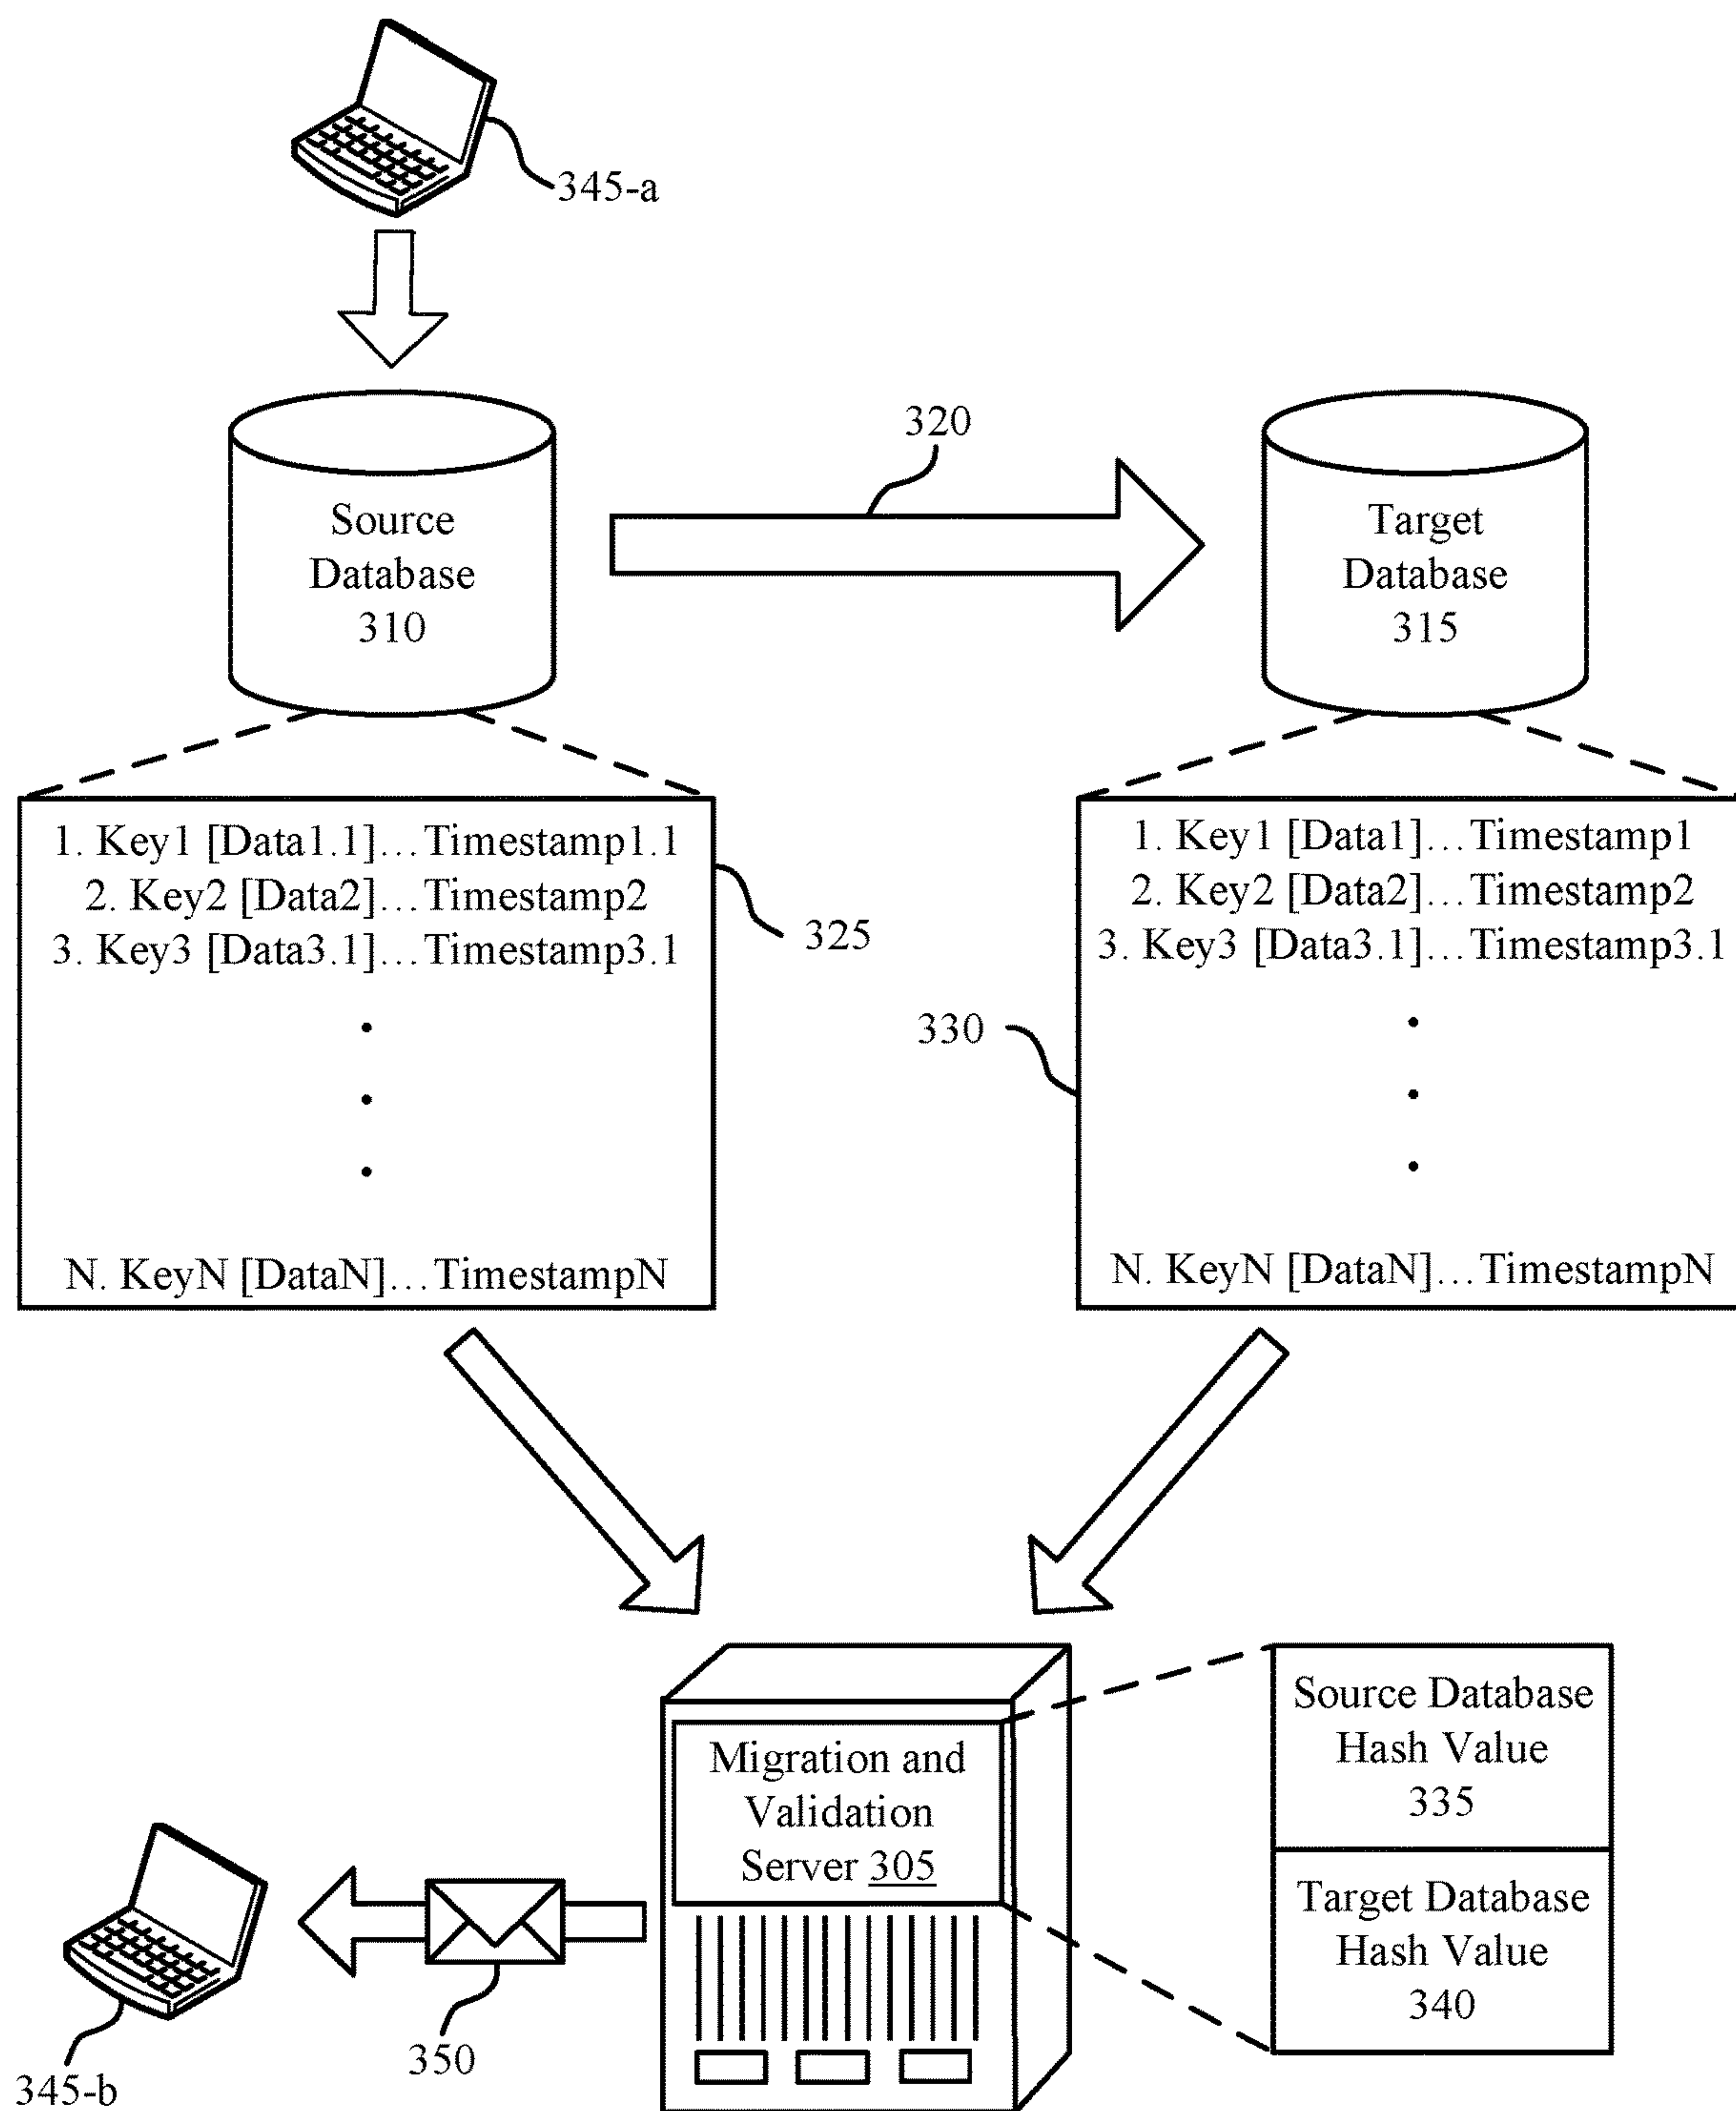 345-a
320
Source
Database
310
Target
Database
315
1. Key1 [Data1.1]...Timestamp1.1
2. Key2 [Data2]...Timestamp2
3. Key3 [Data3.1]...Timestamp3.1
.
.
.
N. KeyN [DataN]...TimestampN
325
1. Key1 [Data1]...Timestamp1
2. Key2 [Data2]...Timestamp2
3. Key3 [Data3.1]...Timestamp3.1
.
.
.
N. KeyN [DataN]...TimestampN
330
Migration and
Validation
Server 305
Source Database
Hash Value
335
Target Database
Hash Value
340
350
345-b